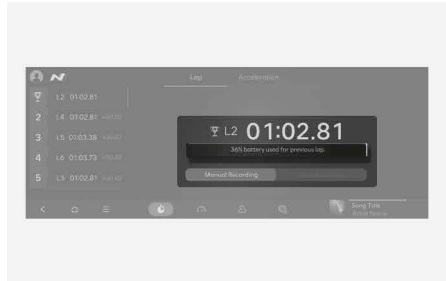 Lap Acceleration
L2 01:02.81
2 L4 01:02.81
3 L5 01:03.38
4 L6 01:03.73
5 L3 01:02.81
L2 01:02.81
36% battery used for previous lap.
Manual Recording
Song Title
Artist Name